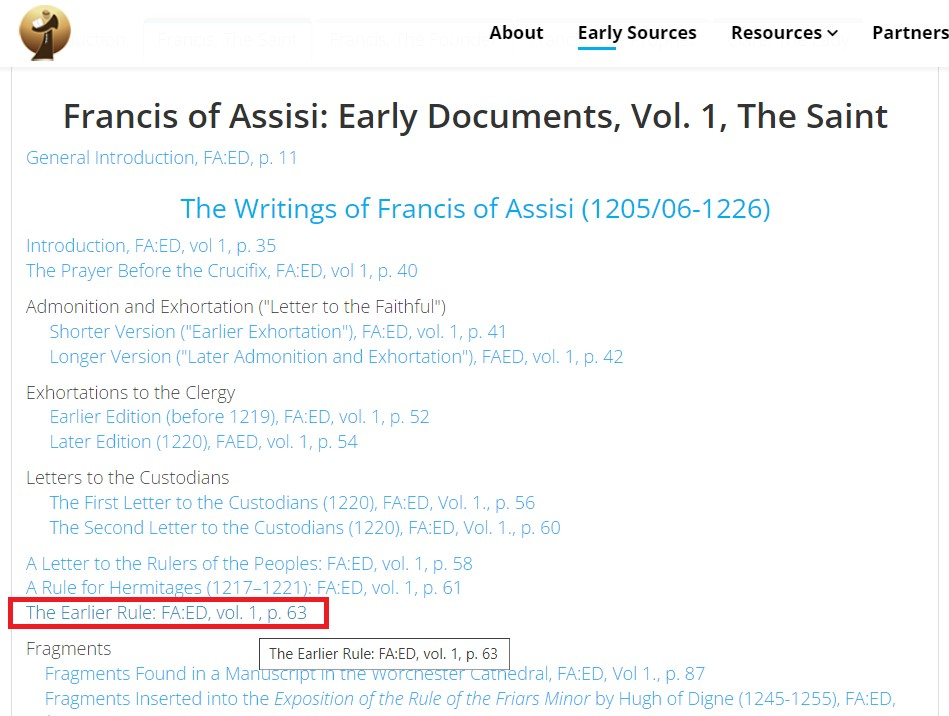 About Early Sources Resources Partners
Francis of Assisi: Early Documents, Vol. 1, The Saint
General Introduction, FA:ED, p. 11
The Writings of Francis of Assisi (1205/06-1226)
Introduction, FA:ED, vol 1, p. 35
The Prayer Before the Crucifix, FA:ED, vol 1, p. 40
Admonition and Exhortation ("Letter to the Faithful")
Shorter Version ("Earlier Exhortation"), FA:ED, vol. 1, p. 41
Longer Version ("Later Admonition and Exhortation"), FAED, vol. 1, p. 42
Exhortations to the Clergy
Earlier Edition (before 1219), FA:ED, vol. 1, p. 52
Later Edition (1220), FAED, vol. 1, p. 54
Letters to the Custodians
The First Letter to the Custodians (1220), FA:ED, Vol. 1., p. 56
The Second Letter to the Custodians (1220), FA:ED, Vol. 1., p. 60
A Letter to the Rulers of the Peoples: FA:ED, vol. 1, p. 58
A Rule for Hermitages (1217–1221): FA:ED, vol. 1, p. 61
The Earlier Rule: FA:ED, vol. 1, p. 63
Fragments
The Earlier Rule: FA:ED, vol. 1, p. 63
Fragments Found in a Manuscript in the Worchester Cathedral, FA:ED, Vol 1., p. 87
Fragments Inserted into the Exposition of the Rule of the Friars Minor by Hugh of Digne (1245-1255), FA:ED,